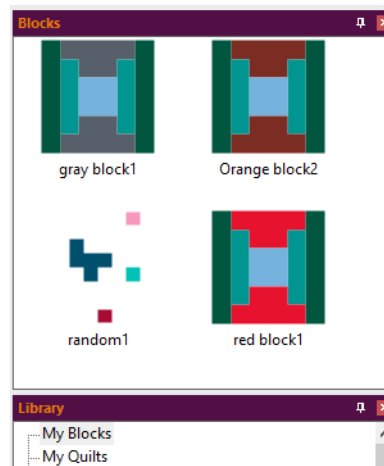 Blocks
gray block1
Orange block2
random1
red block1
Library
My Blocks
My Quilts